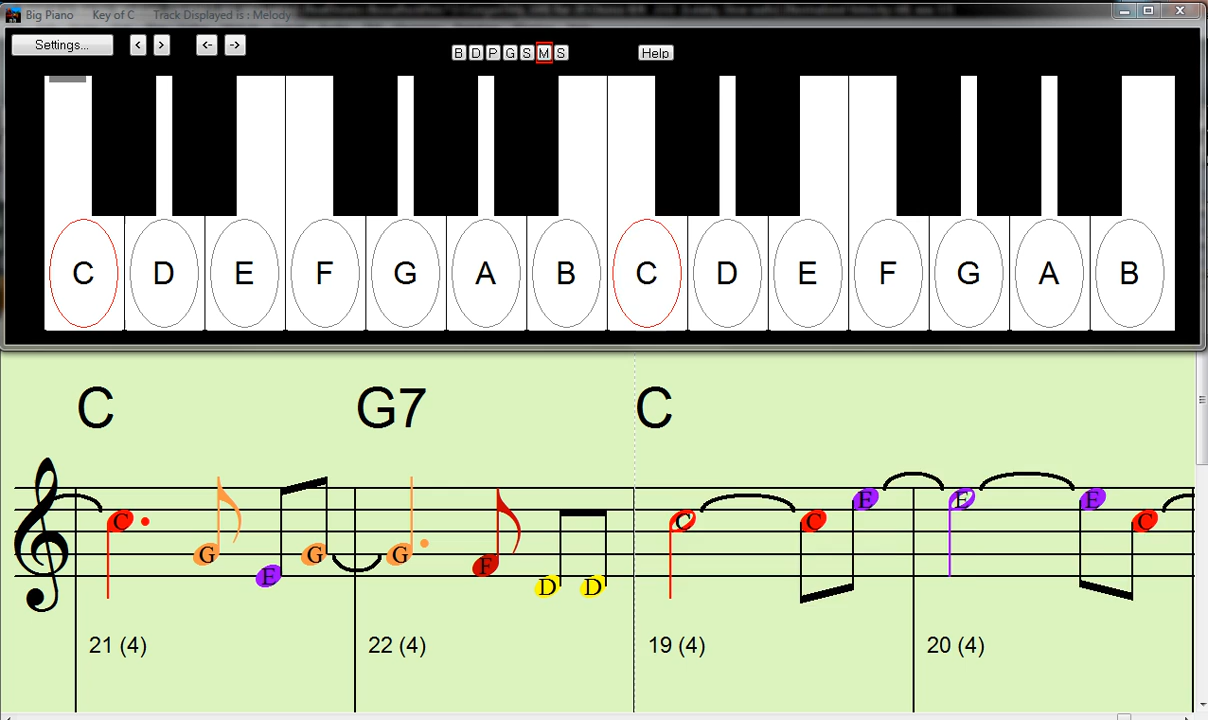 Big Piano Key of C Track Displayed is : Melody
Settings... < > <- -> B D P G S M S Help
C D E F G A B C D E F G A B
C G7 C
C G E G G F D D C C E E E C
21 (4) 22 (4) 19 (4) 20 (4)